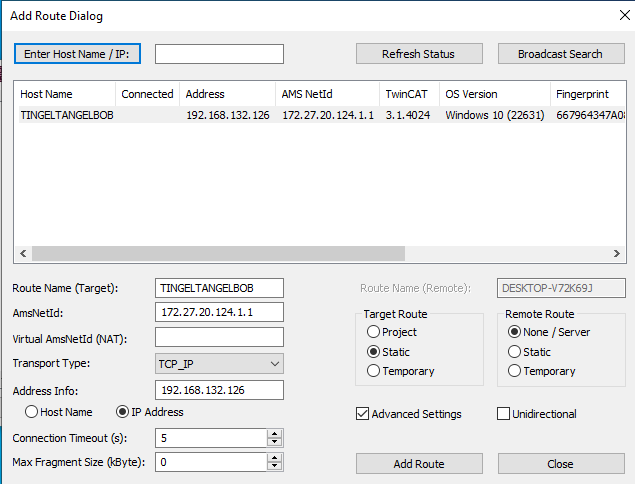 Add Route Dialog
Enter Host Name / IP: Refresh Status Broadcast Search
Host Name Connected Address AMS NetId TwinCAT OS Version Fingerprint
TINGELTANGELBOB 192.168.132.126 172.27.20.124.1.1 3.1.4024 Windows 10 (22631) 667964347A08
Route Name (Target): TINGELTANGELBOB Route Name (Remote): DESKTOP-V72K69J
AmsNetId: 172.27.20.124.1.1 Target Route Remote Route
Virtual AmsNetId (NAT): Project None / Server
Transport Type: TCP_IP Static Static
Address Info: 192.168.132.126 Temporary Temporary
Host Name IP Address Advanced Settings Unidirectional
Connection Timeout (s): 5
Max Fragment Size (kByte): 0 Add Route Close